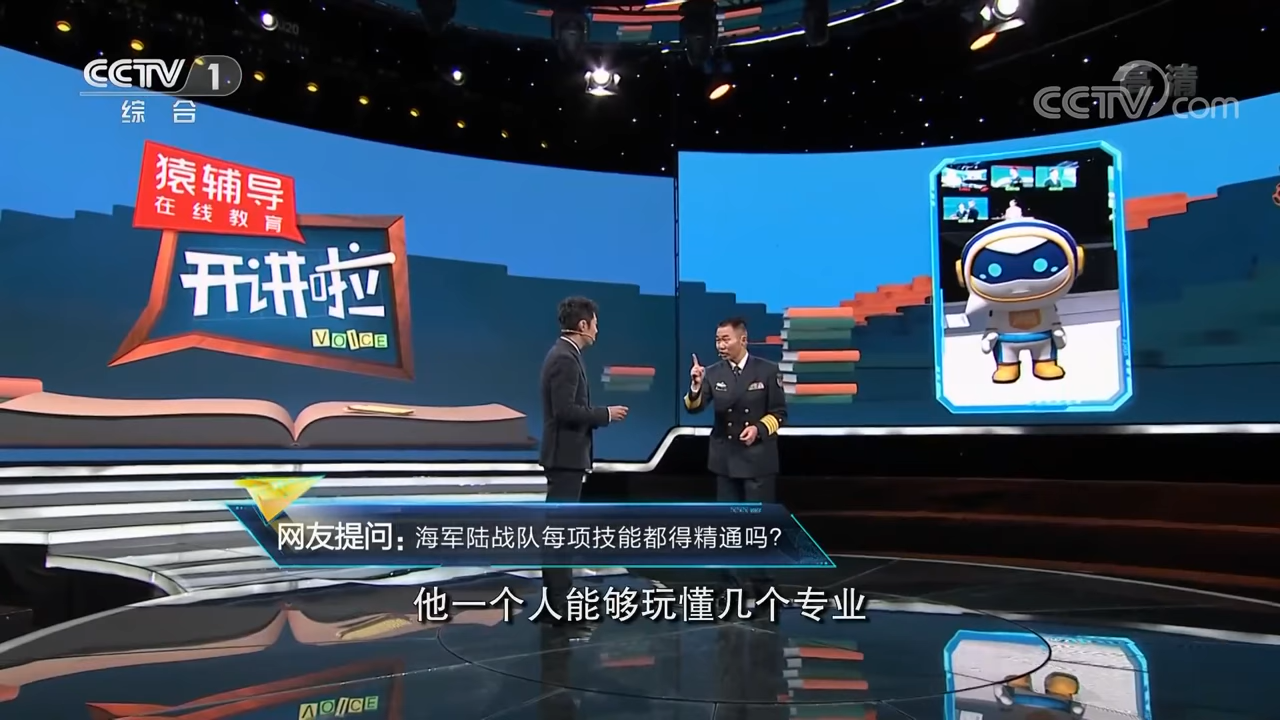 CCTV 1
综合
高清
CCTV com
猿辅导
在线教育
开讲啦
VOICE
网友提问：海军陆战队每项技能都得精通吗？
他一个人能够玩懂几个专业
VOICE